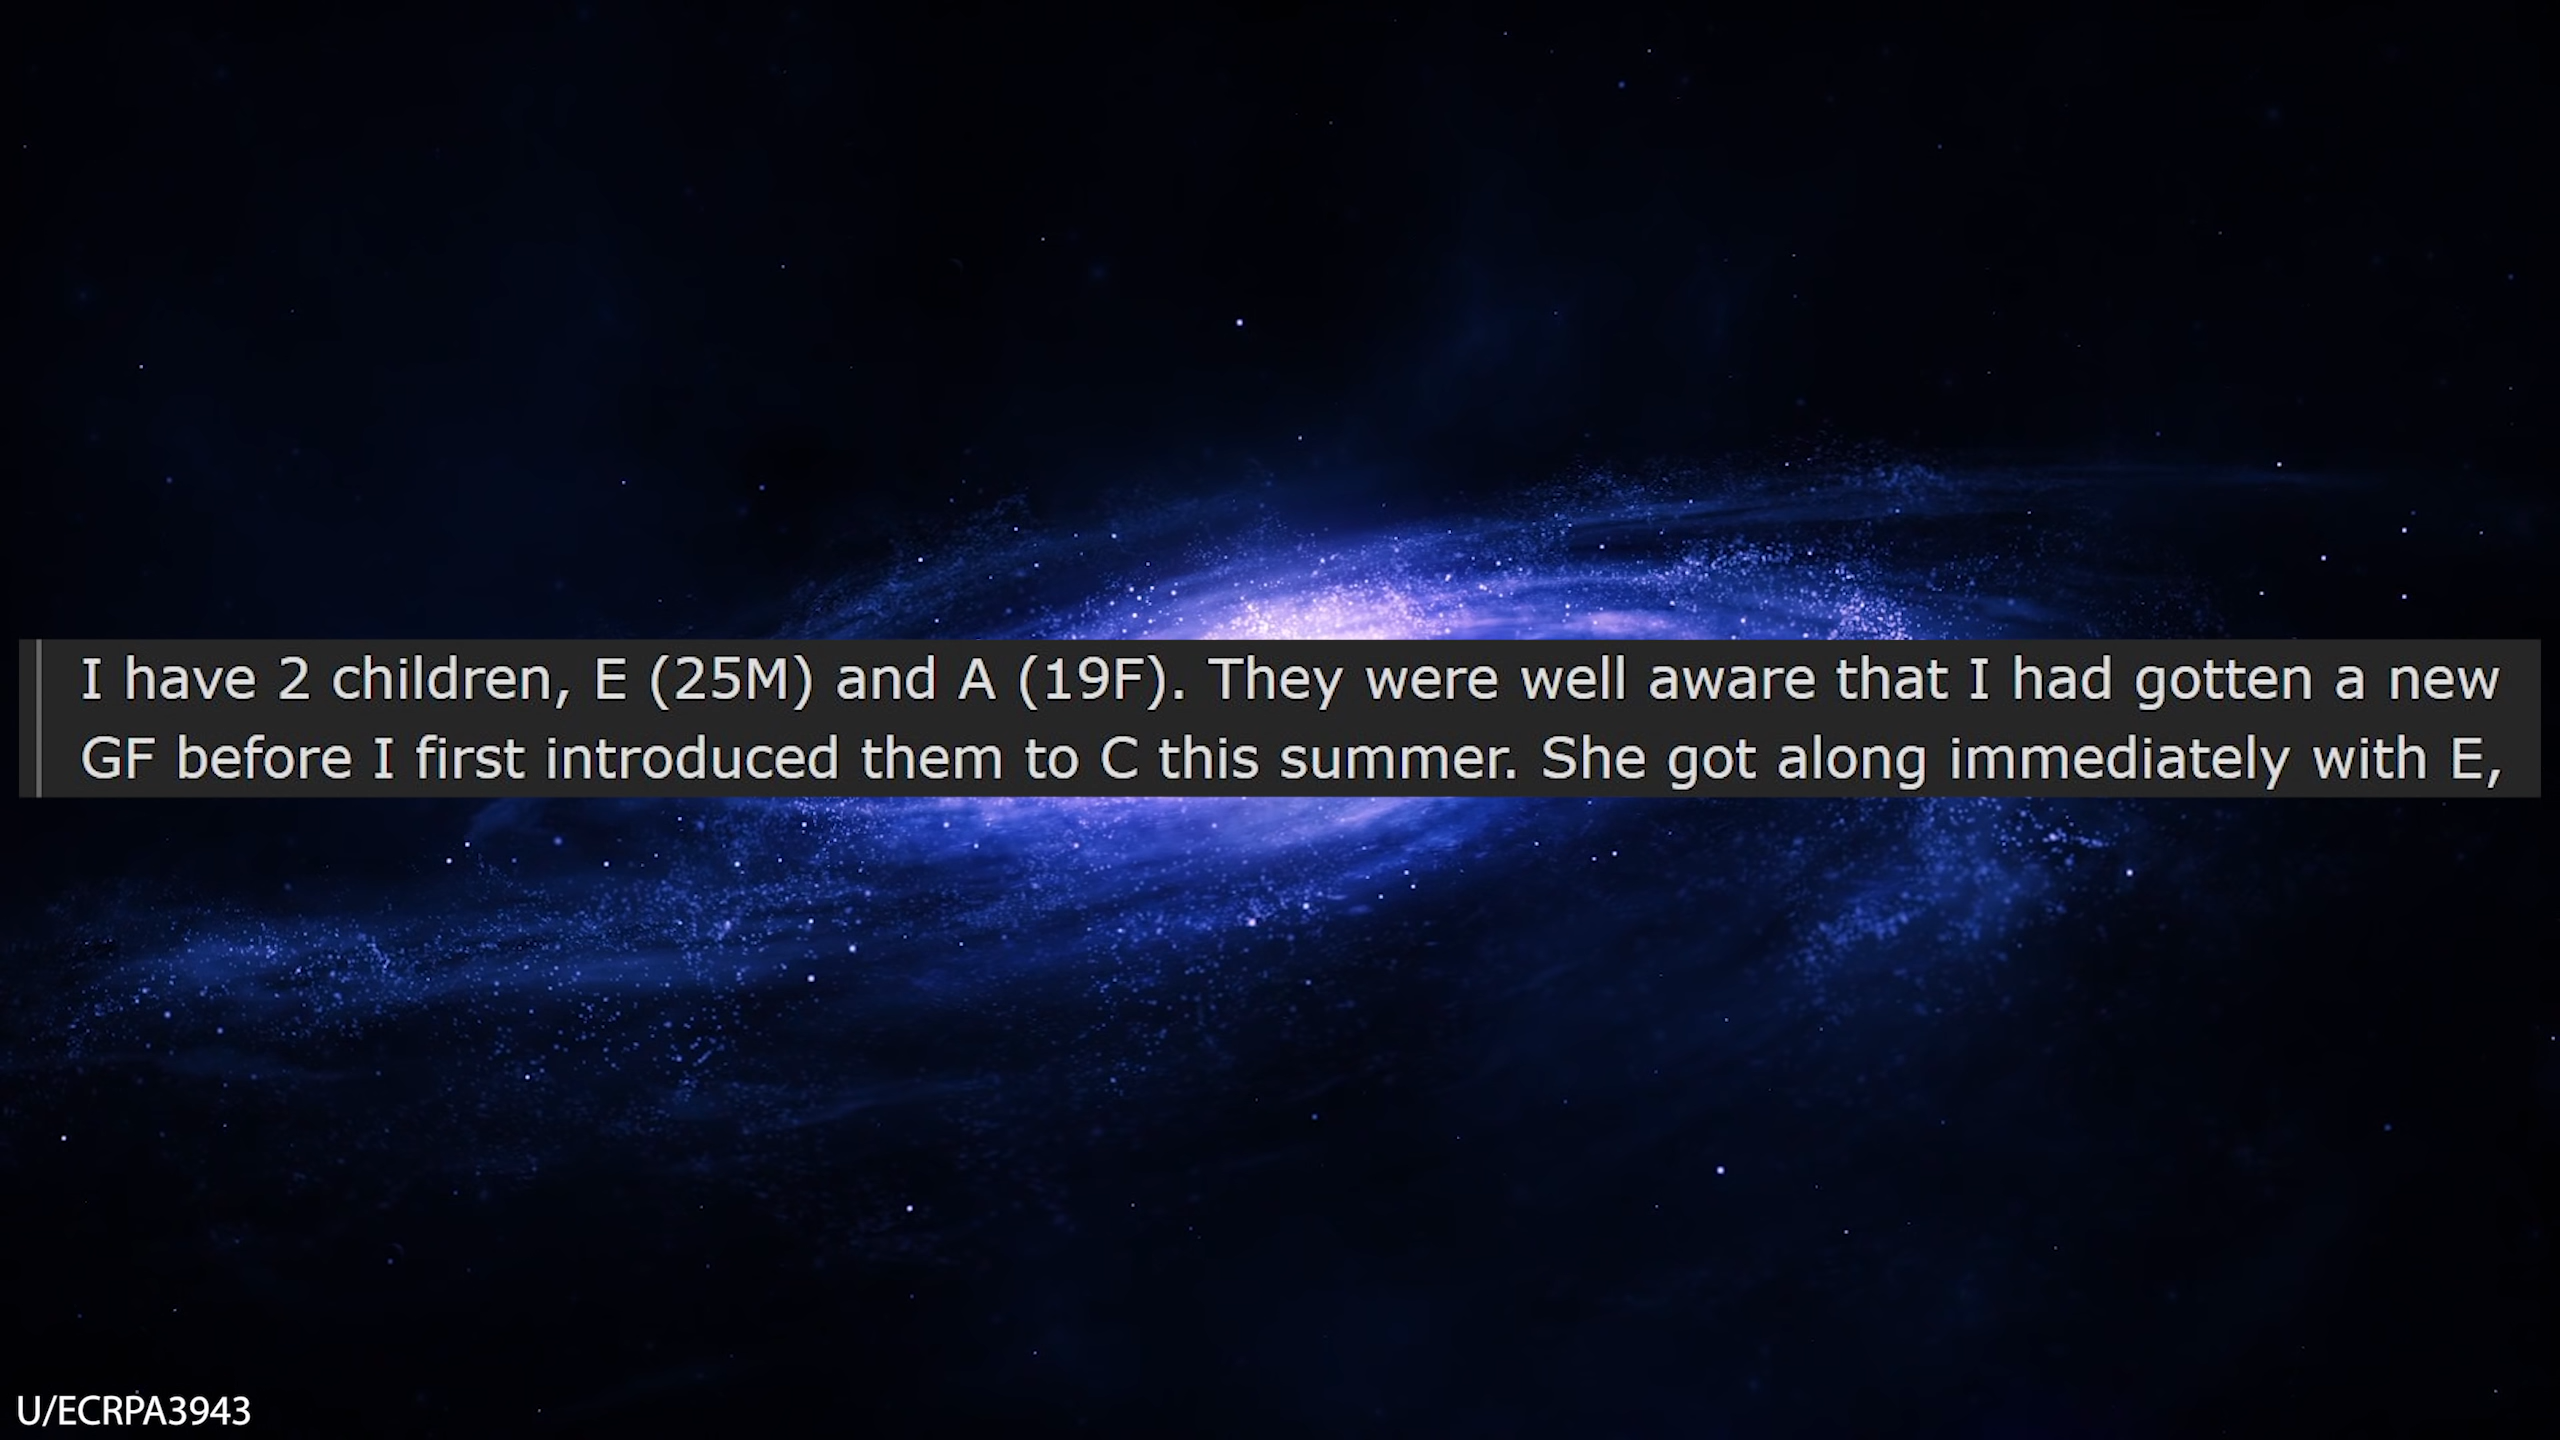 I have 2 children, E (25M) and A (19F). They were well aware that I had gotten a new
GF before I first introduced them to C this summer. She got along immediately with E,
U/ECRPA3943